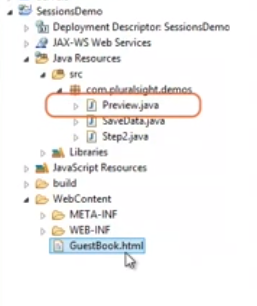 SessionsDemo
Deployment Descriptor: SessionsDemo
JAX-WS Web Services
Java Resources
src
com.pluralsight.demos
Preview.java
SaveData.java
Step2.java
Libraries
JavaScript Resources
build
WebContent
META-INF
WEB-INF
GuestBook.html